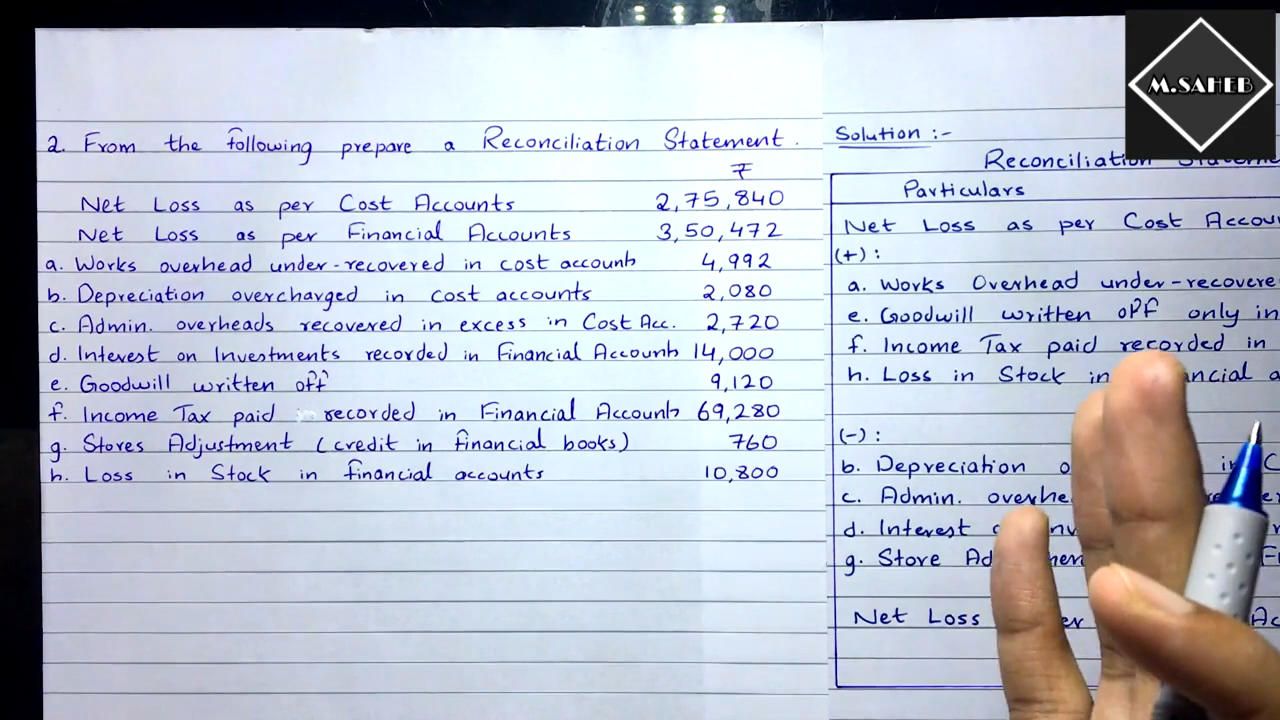 M.SAHEB
2. From the following prepare a Reconciliation Statement.
₹
Net Loss as per Cost Accounts 2,75,840
Net Loss as per Financial Accounts 3,50,472
a. Works overhead under-recovered in cost accounts 4,992
b. Depreciation overcharged in cost accounts 2,080
c. Admin. overheads recovered in excess in Cost Acc. 2,720
d. Interest on Investments recorded in Financial Accounts 14,000
e. Goodwill written off 9,120
f. Income Tax paid recorded in Financial Accounts 69,280
g. Stores Adjustment (credit in financial books) 760
h. Loss in Stock in financial accounts 10,800
Solution :-
Reconciliation
Particulars
Net Loss as per Cost
(+) :
a. Works Overhead under-
e. Goodwill written off only in
f. Income Tax paid recorded in
h. Loss in Stock in
(-) :
b. Depreciation in
c. Admin.
d. Interest
g. Store
Net Loss